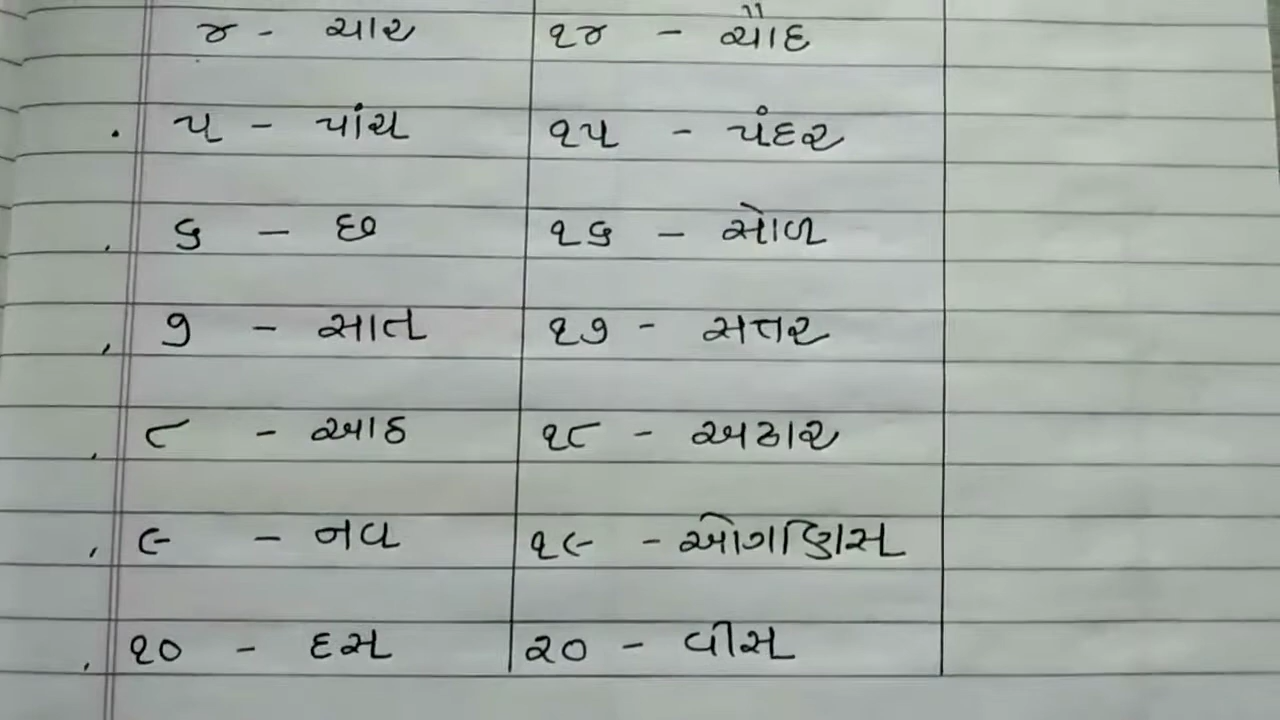 ૪ - ચાર ૧૪ - ચૌદ
૫ - પાંચ ૧૫ - પંદર
૬ - છ ૧૬ - સોળ
૭ - સાત ૧૭ - સત્તર
૮ - આઠ ૧૮ - અઢાર
૯ - નવ ૧૯ - ઓગણિસ
૧૦ - દસ ૨૦ - વીસ